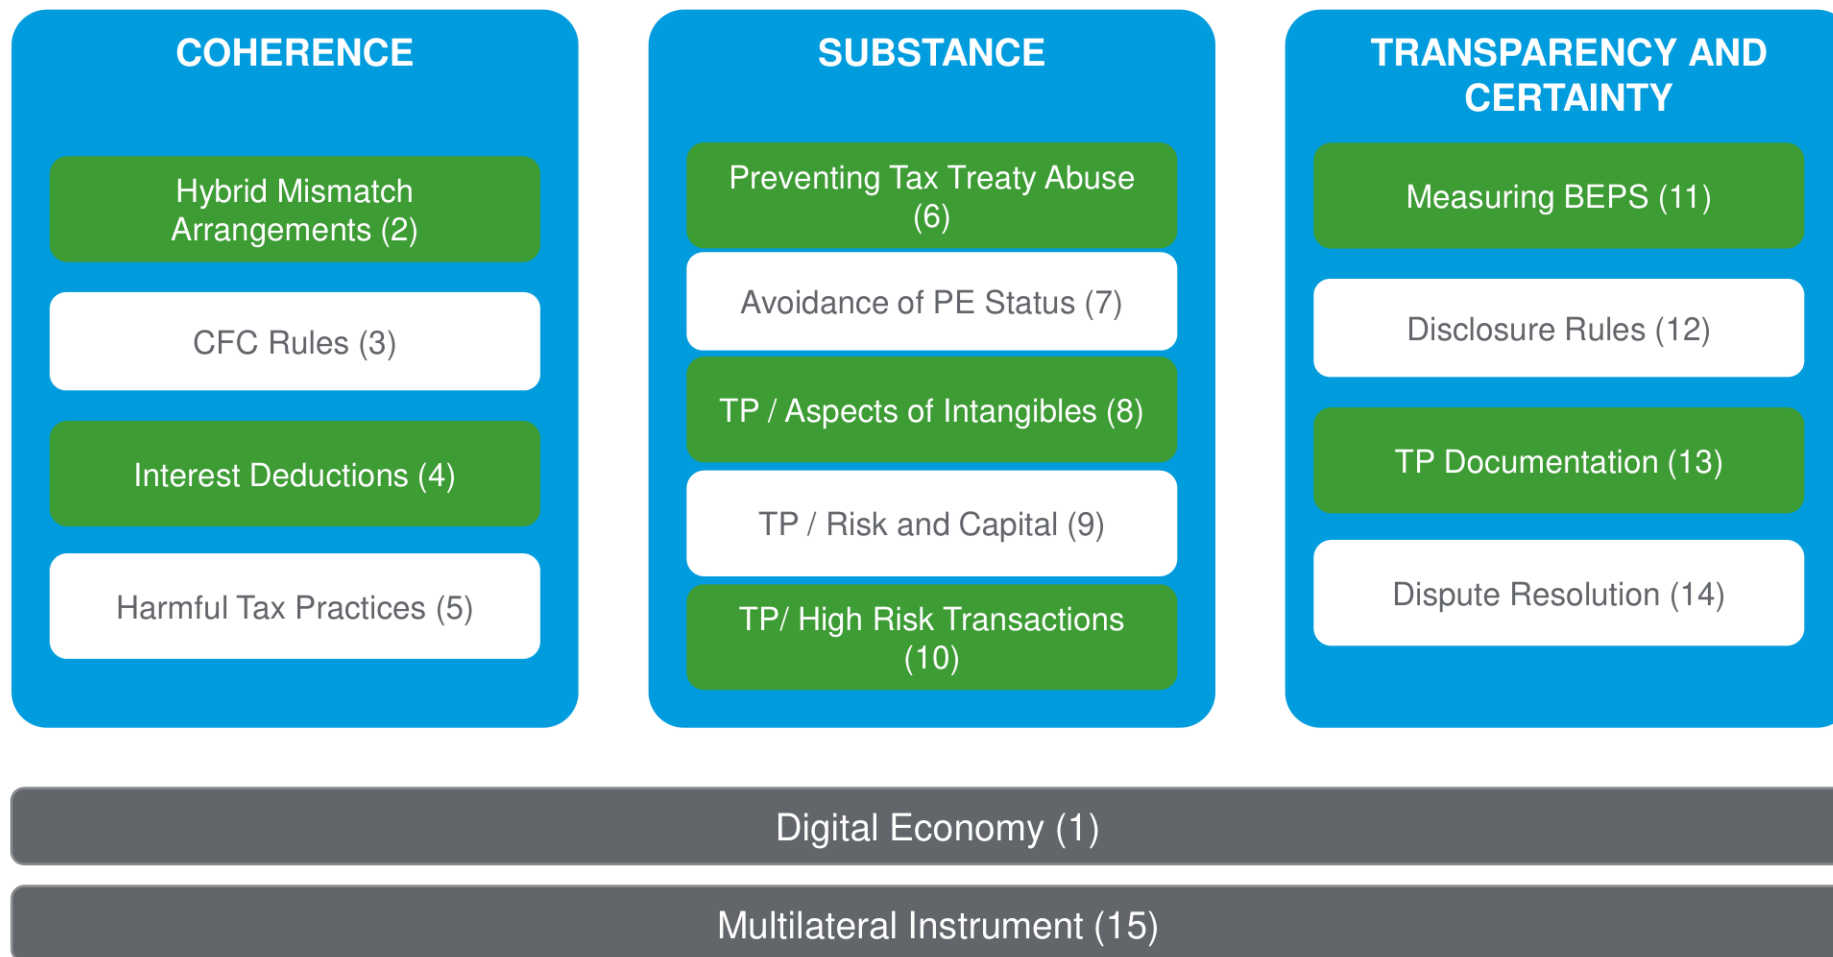 COHERENCE
Hybrid Mismatch
Arrangements (2)
CFC Rules (3)
Interest Deductions (4)
Harmful Tax Practices (5)
SUBSTANCE
Preventing Tax Treaty Abuse
(6)
Avoidance of PE Status (7)
TP / Aspects of Intangibles (8)
TP / Risk and Capital (9)
TP/ High Risk Transactions
(10)
TRANSPARENCY AND
CERTAINTY
Measuring BEPS (11)
Disclosure Rules (12)
TP Documentation (13)
Dispute Resolution (14)
Digital Economy (1)
Multilateral Instrument (15)